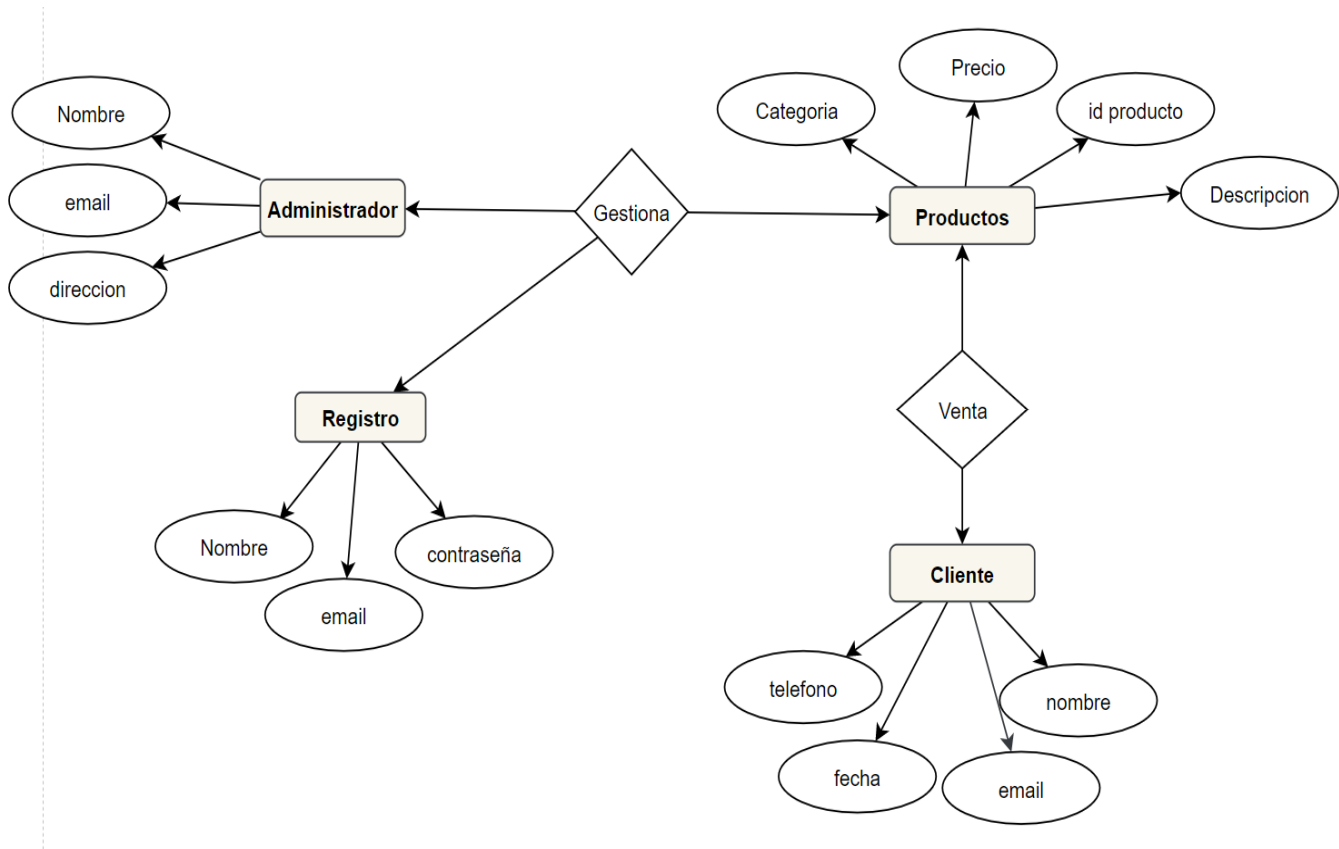 Nombre
email
direccion
Administrador
Gestiona
Categoria
Precio
id producto
Descripcion
Productos
Registro
Nombre
email
contraseña
Venta
Cliente
telefono
fecha
email
nombre